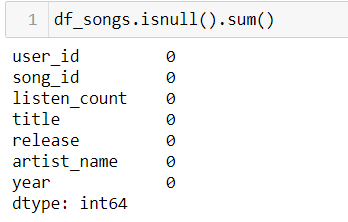 1 df_songs.isnull().sum()
user_id 0
song_id 0
listen_count 0
title 0
release 0
artist_name 0
year 0
dtype: int64